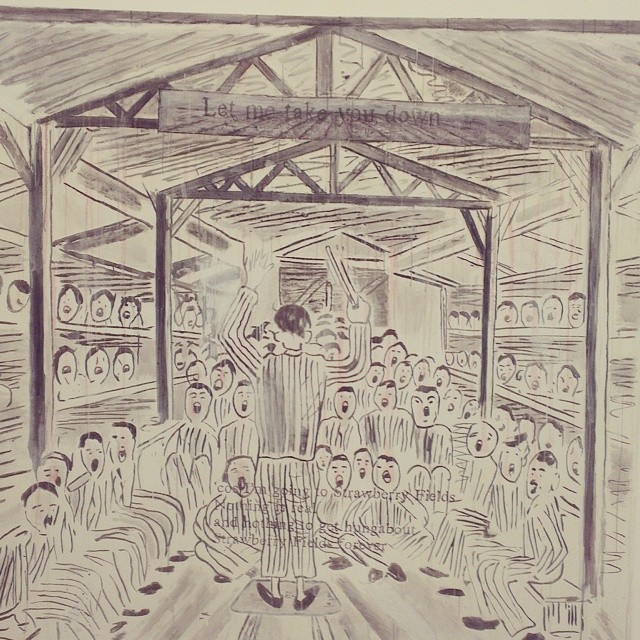 Let me take you down
cos I'm going to Strawberry Fields
Nothing is real
and nothing to get hungabout
Strawberry Fields forever